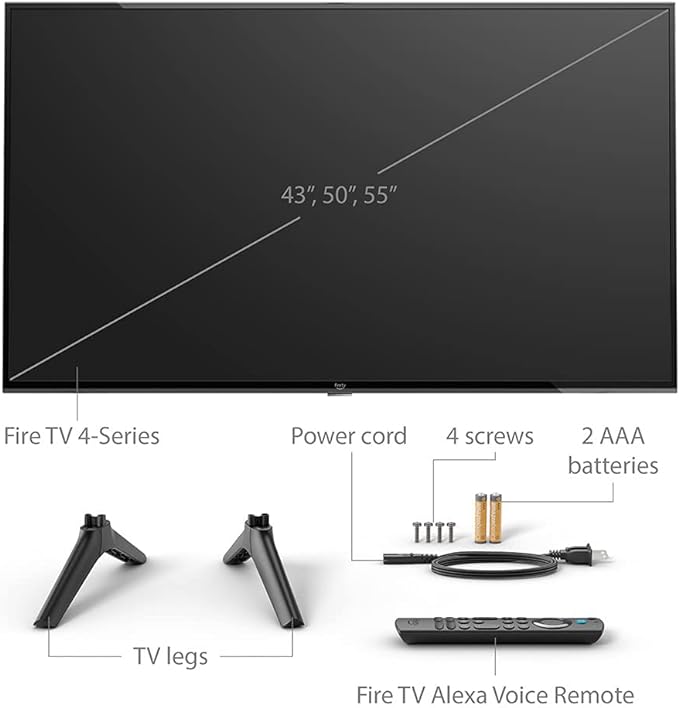 43”, 50”, 55”
firetv
Fire TV 4-Series
Power cord
4 screws
2 AAA
batteries
TV legs
Fire TV Alexa Voice Remote